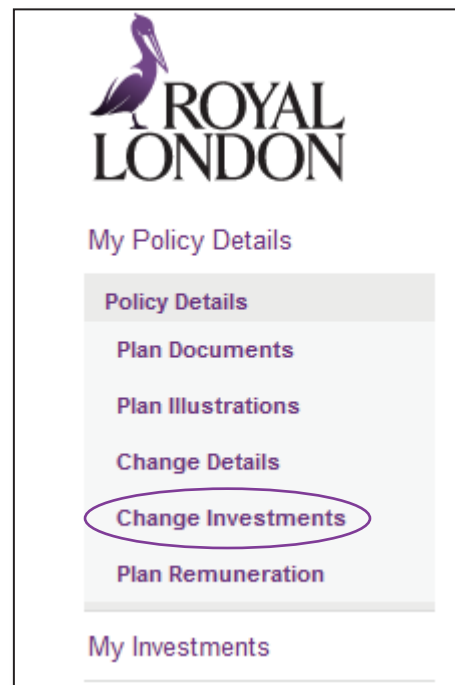 ROYAL
LONDON
My Policy Details
Policy Details
Plan Documents
Plan Illustrations
Change Details
Change Investments
Plan Remuneration
My Investments